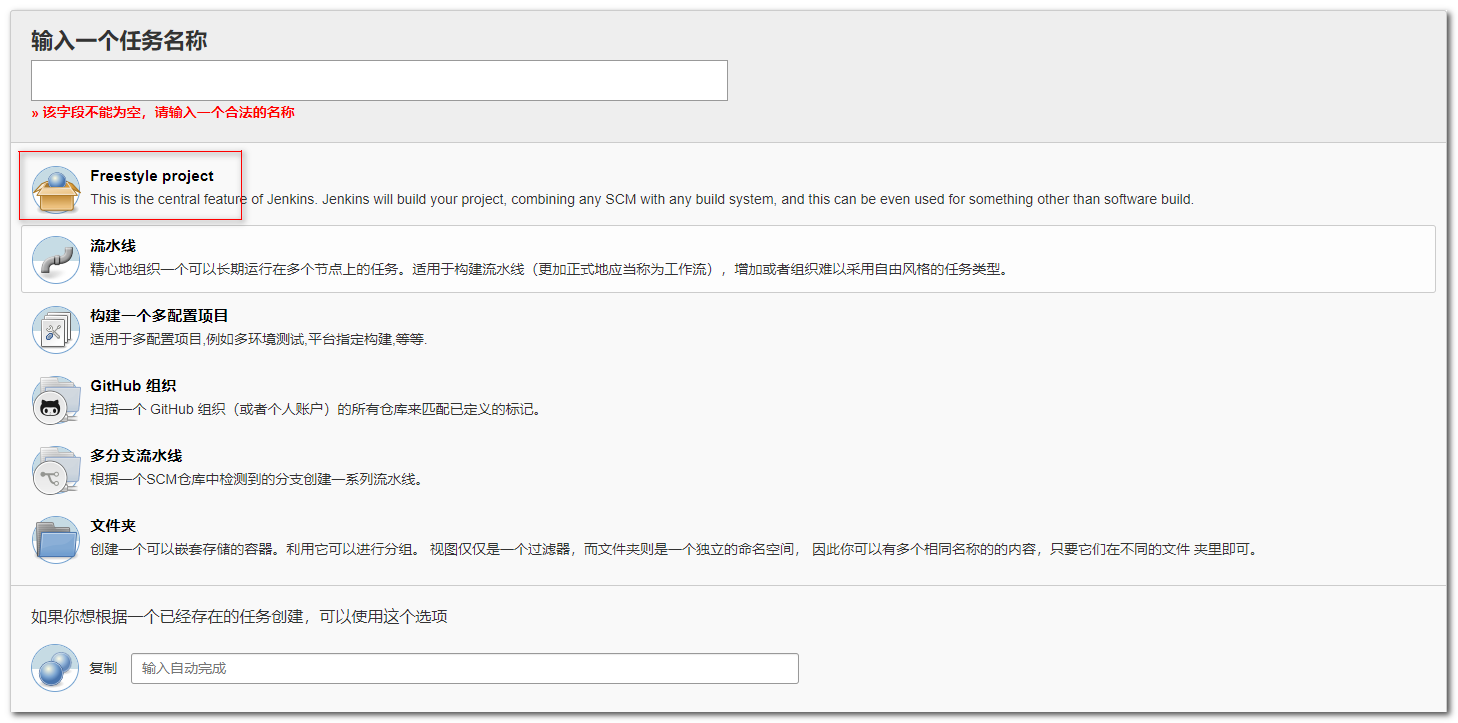 输入一个任务名称
» 该字段不能为空，请输入一个合法的名称
Freestyle project
This is the central feature of Jenkins. Jenkins will build your project, combining any SCM with any build system, and this can be even used for something other than software build.
流水线
精心地组织一个可以长期运行在多个节点上的任务。适用于构建流水线（更加正式地应当称为工作流），增加或者组织难以采用自由风格的任务类型。
构建一个多配置项目
适用于多配置项目,例如多环境测试,平台指定构建,等等.
GitHub 组织
扫描一个 GitHub 组织（或者个人账户）的所有仓库来匹配已定义的标记。
多分支流水线
根据一个SCM仓库中检测到的分支创建一系列流水线。
文件夹
创建一个可以嵌套存储的容器。利用它可以进行分组。 视图仅仅是一个过滤器，而文件夹则是一个独立的命名空间， 因此你可以有多个相同名称的的内容，只要它们在不同的文件 夹里即可。
如果你想根据一个已经存在的任务创建，可以使用这个选项
复制 输入自动完成